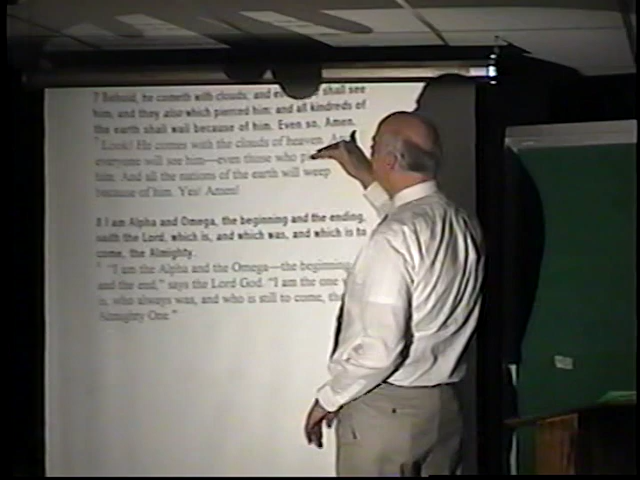 7 Behold, he cometh with clouds; and shall see
him, and they also which pierced him: and all kindreds of
the earth shall wail because of him. Even so, Amen.
"Look! He comes with the clouds of heaven.
everyone will see him—even those who
him. And all the nations of the earth will weep
because of him. Yes! Amen!
8 I am Alpha and Omega, the beginning and the ending,
saith the Lord, which is, and which was, and which is to
come, the Almighty.
8 "I am the Alpha and the Omega—the beginning
and the end," says the Lord God. "I am the one
is, who always was, and who is still to come,
Almighty One."